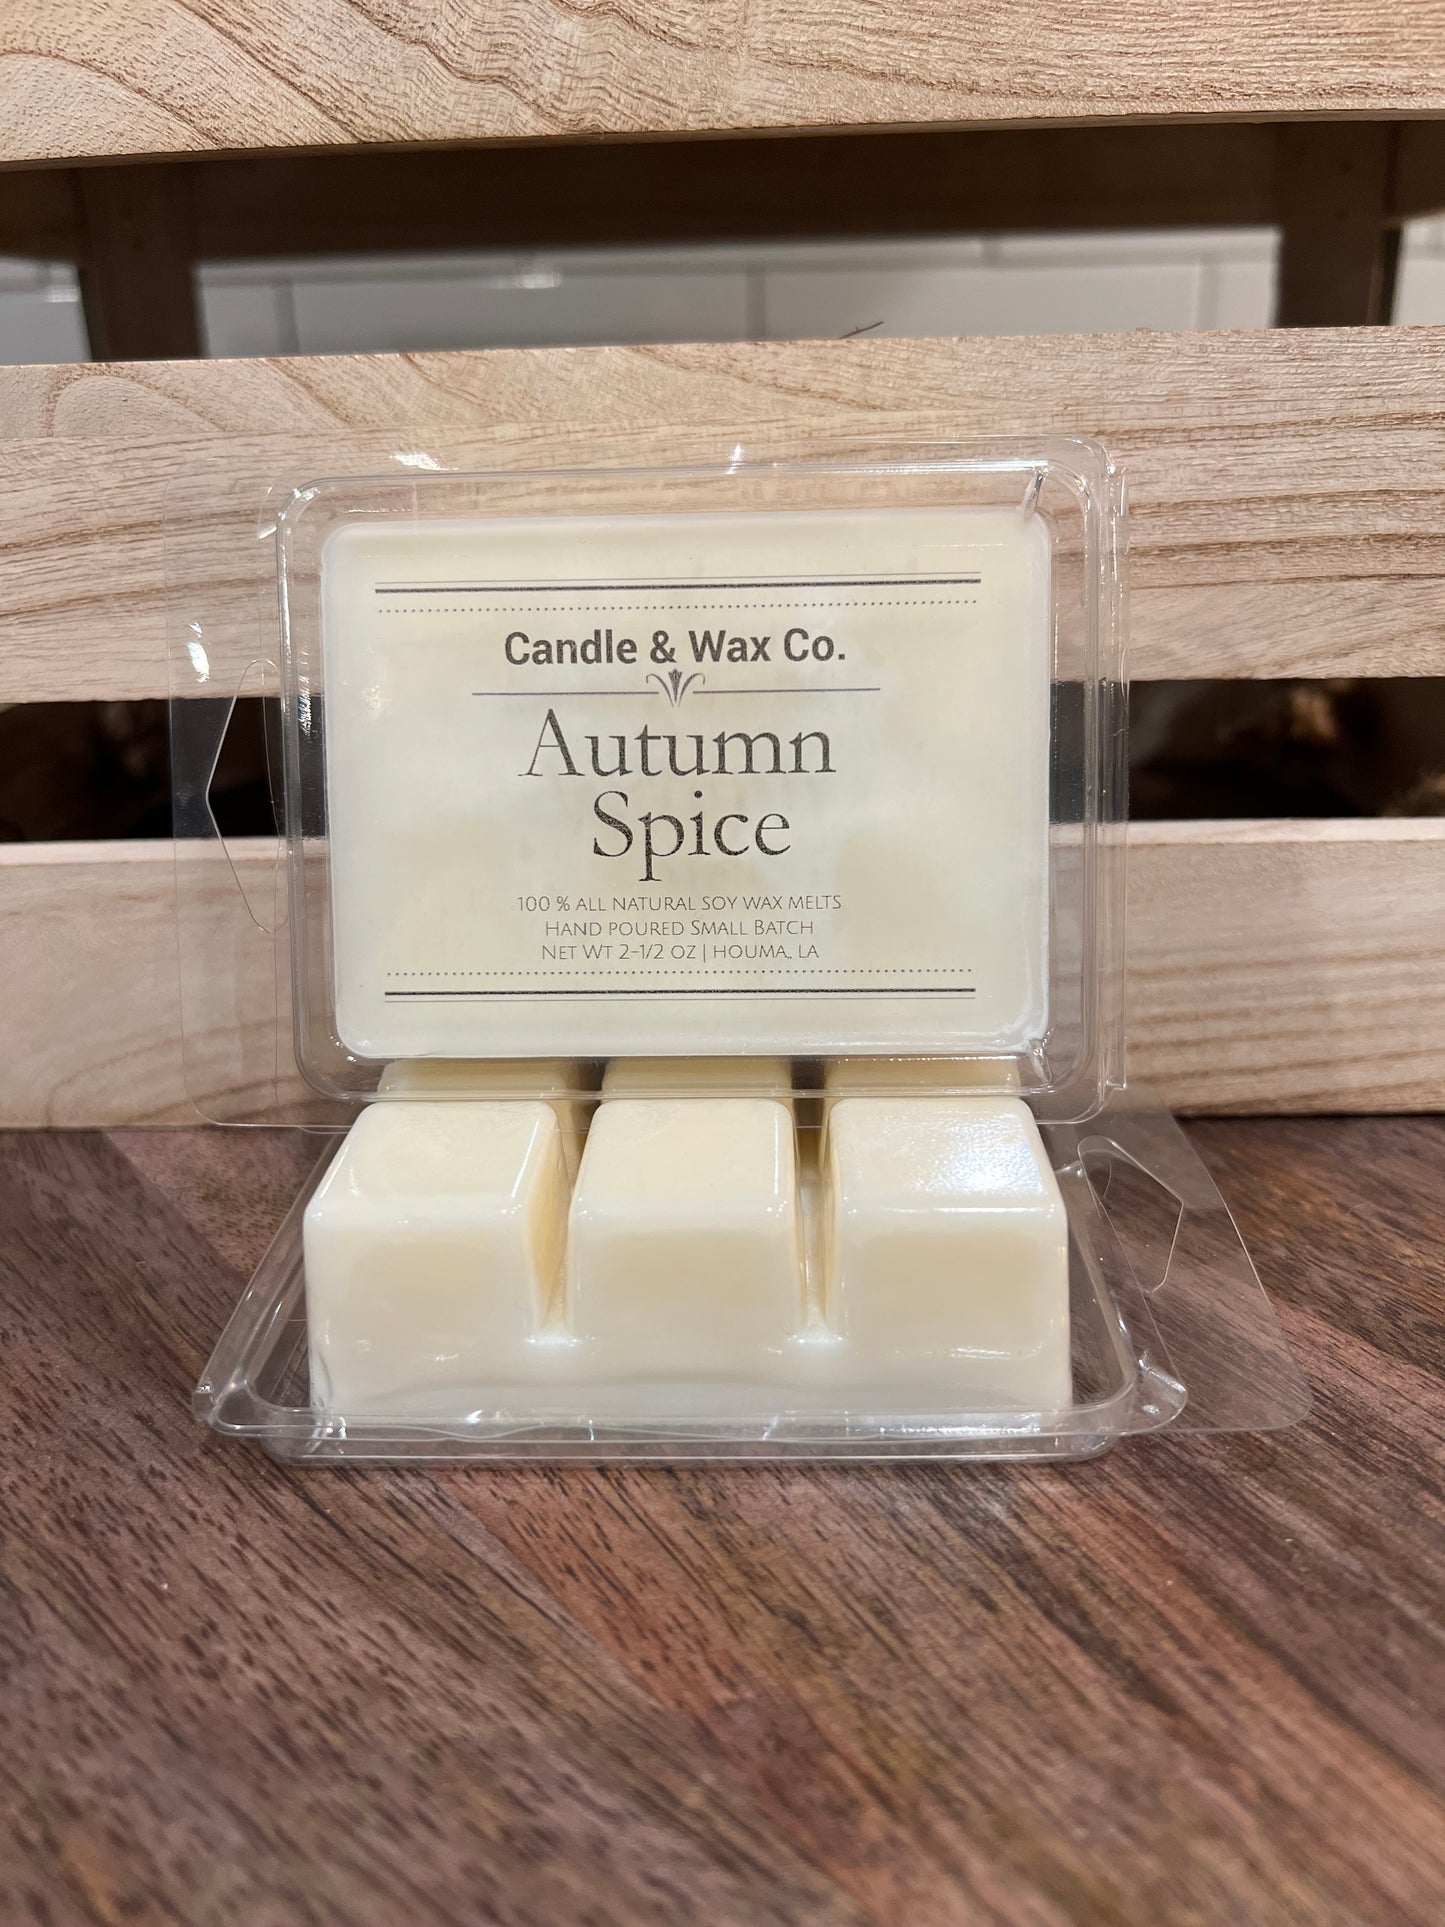 Candle & Wax Co.
Autumn
Spice
100 % ALL NATURAL SOY WAX MELTS
HAND POURED SMALL BATCH
NET WT 2-1/2 OZ | HOUMA,, LA